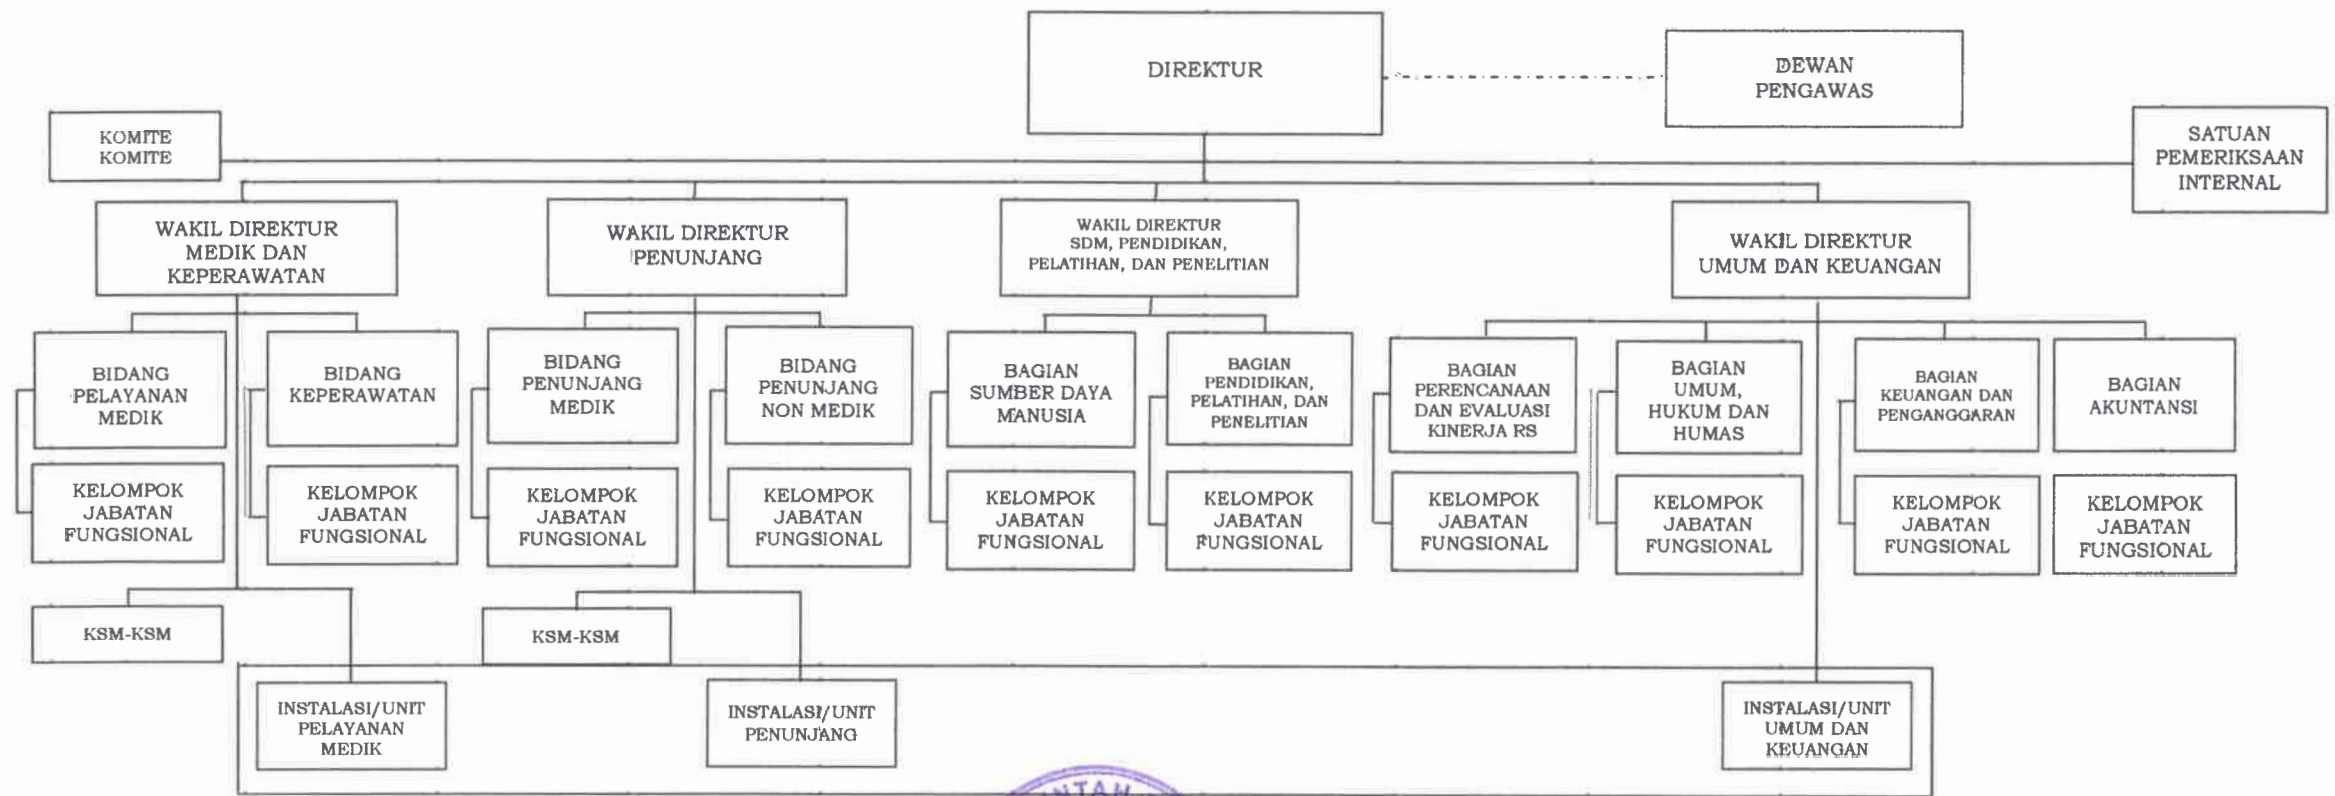 DIREKTUR
DEWAN
PENGAWAS
KOMITE
KOMITE
SATUAN
PEMERIKSAAN
INTERNAL
WAKIL DIREKTUR
MEDIK DAN
KEPERAWATAN
WAKIL DIREKTUR
PENUNJANG
WAKIL DIREKTUR
SDM, PENDIDIKAN,
PELATIHAN, DAN PENELITIAN
WAKIL DIREKTUR
UMUM DAN KEUANGAN
BIDANG
PELAYANAN
MEDIK
BIDANG
KEPERAWATAN
BIDANG
PENUNJANG
MEDIK
BIDANG
PENUNJANG
NON MEDIK
BAGIAN
SUMBER DAYA
MANUSIA
BAGIAN
PENDIDIKAN,
PELATIHAN, DAN
PENELITIAN
BAGIAN
PERENCANAAN
DAN EVALUASI
KINERJA RS
BAGIAN
UMUM,
HUKUM DAN
HUMAS
BAGIAN
KEUANGAN DAN
PENGANGGARAN
BAGIAN
AKUNTANSI
KELOMPOK
JABATAN
FUNGSIONAL
KELOMPOK
JABATAN
FUNGSIONAL
KELOMPOK
JABATAN
FUNGSIONAL
KELOMPOK
JABATAN
FUNGSIONAL
KELOMPOK
JABATAN
FUNGSIONAL
KELOMPOK
JABATAN
FUNGSIONAL
KELOMPOK
JABATAN
FUNGSIONAL
KELOMPOK
JABATAN
FUNGSIONAL
KELOMPOK
JABATAN
FUNGSIONAL
KELOMPOK
JABATAN
FUNGSIONAL
KSM-KSM
KSM-KSM
INSTALASI/UNIT
PELAYANAN
MEDIK
INSTALASI/UNIT
PENUNJANG
INSTALASI/UNIT
UMUM DAN
KEUANGAN